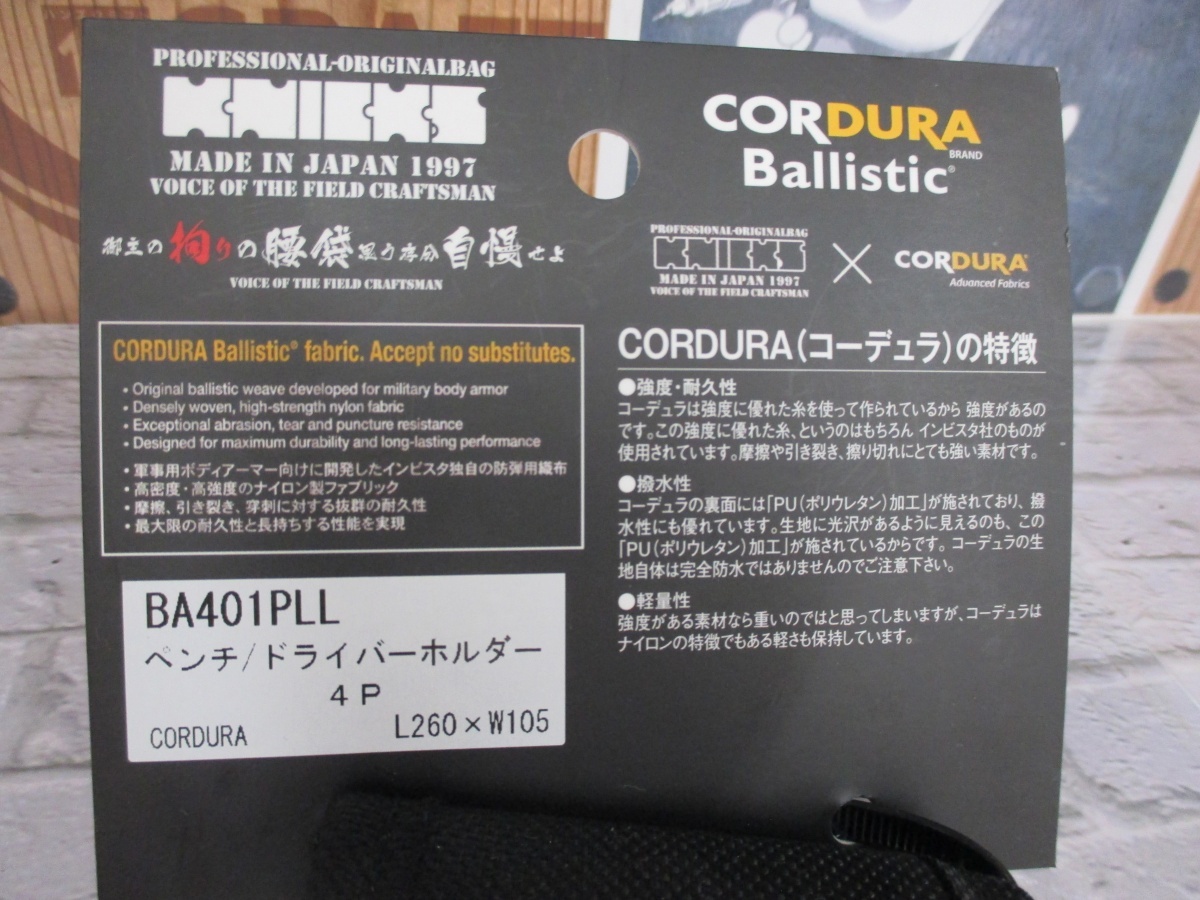 PROFESSIONAL-ORIGINALBAG
KNICKS
MADE IN JAPAN 1997
VOICE OF THE FIELD CRAFTSMAN
御主の拘りの腰袋思う存分自慢せよ
VOICE OF THE FIELD CRAFTSMAN
CORDURA Ballistic® fabric. Accept no substitutes.
• Original ballistic weave developed for military body armor
• Densely woven, high-strength nylon fabric
• Exceptional abrasion, tear and puncture resistance
• Designed for maximum durability and long-lasting performance
• 軍事用ボディアーマー向けに開発したインビスタ独自の防弾用織布
• 高密度・高強度のナイロン製ファブリック
• 摩擦、引き裂き、穿刺に対する抜群の耐久性
• 最大限の耐久性と長持ちする性能を実現
BA401PLL
ペンチ/ドライバーホルダー
4P
CORDURA L260×W105
CORDURA
BRAND
Ballistic®
PROFESSIONAL-ORIGINALBAG
KNICKS
MADE IN JAPAN 1997
VOICE OF THE FIELD CRAFTSMAN
×
CORDURA
Advanced Fabrics
CORDURA(コーデュラ)の特徴
●強度・耐久性
コーデュラは強度に優れた糸を使って作られているから 強度があるの
です。この強度に優れた糸、というのはもちろん インビスタ社のものが
使用されています。摩擦や引き裂き、擦り切れにとても強い素材です。
●撥水性
コーデュラの裏面には「PU(ポリウレタン)加工」が施されており、撥
水性にも優れています。生地に光沢があるように見えるのも、この
「PU(ポリウレタン)加工」が施されているからです。コーデュラの生
地自体は完全防水ではありませんのでご注意下さい。
●軽量性
強度がある素材なら重いのではと思ってしまいますが、コーデュラは
ナイロンの特徴でもある軽さも保持しています。